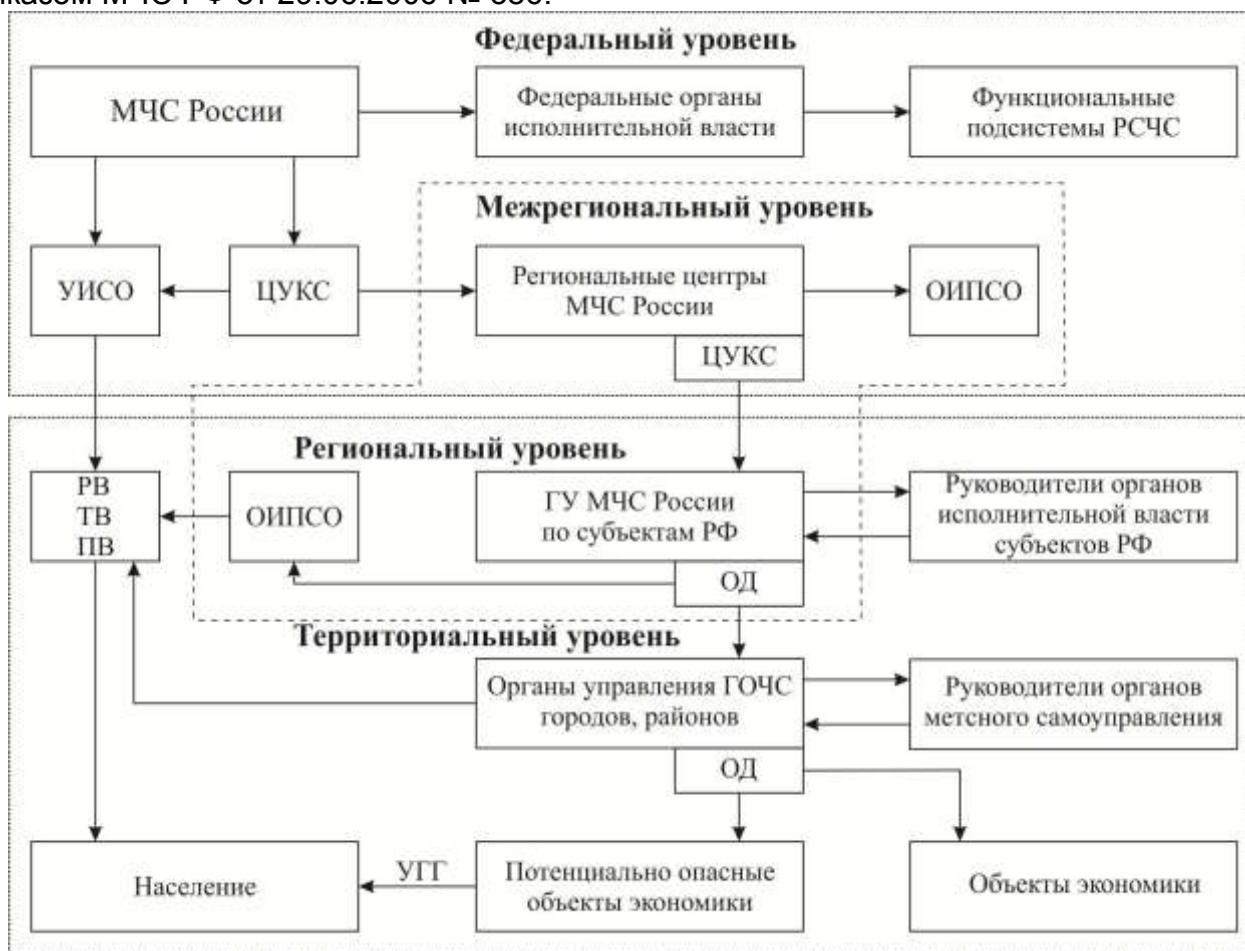 Федеральный уровень
МЧС России
Федеральные органы
исполнительной власти
Функциональные
подсистемы РСЧС
Межрегиональный уровень
УИСО
ЦУКС
Региональные центры
МЧС России
ОИПСО
ЦУКС
Региональный уровень
РВ
ТВ
ПВ
ОИПСО
ГУ МЧС России
по субъектам РФ
Руководители органов
исполнительной власти
субъектов РФ
ОД
Территориальный уровень
Органы управления ГОЧС
городов, районов
Руководители органов
метсного самоуправления
ОД
Население
УГГ
Потенциально опасные
объекты экономики
Объекты экономики